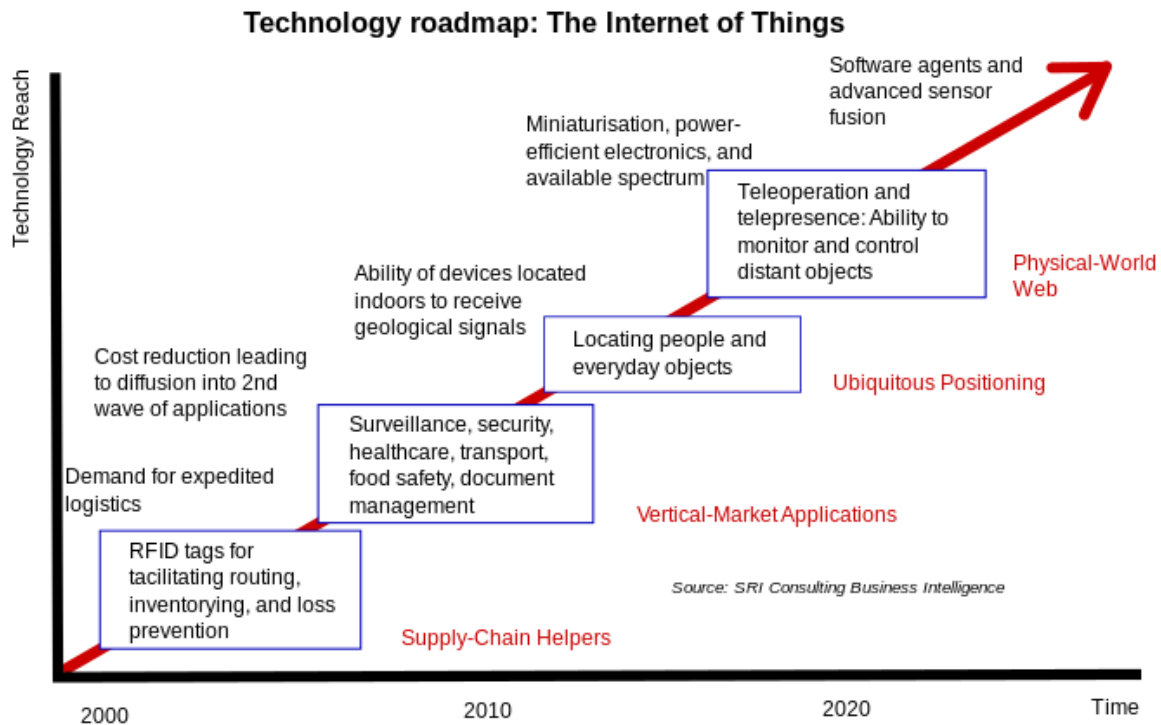 Technology roadmap: The Internet of Things
Technology Reach
Software agents and
advanced sensor
fusion
Miniaturisation, power-
efficient electronics, and
available spectrum
Teleoperation and
telepresence: Ability to
monitor and control
distant objects
Physical-World
Web
Ability of devices located
indoors to receive
geological signals
Locating people and
everyday objects
Ubiquitous Positioning
Cost reduction leading
to diffusion into 2nd
wave of applications
Surveillance, security,
healthcare, transport,
food safety, document
management
Vertical-Market Applications
Demand for expedited
logistics
RFID tags for
tacilitating routing,
inventorying, and loss
prevention
Supply-Chain Helpers
Source: SRI Consulting Business Intelligence
2000
2010
2020
Time